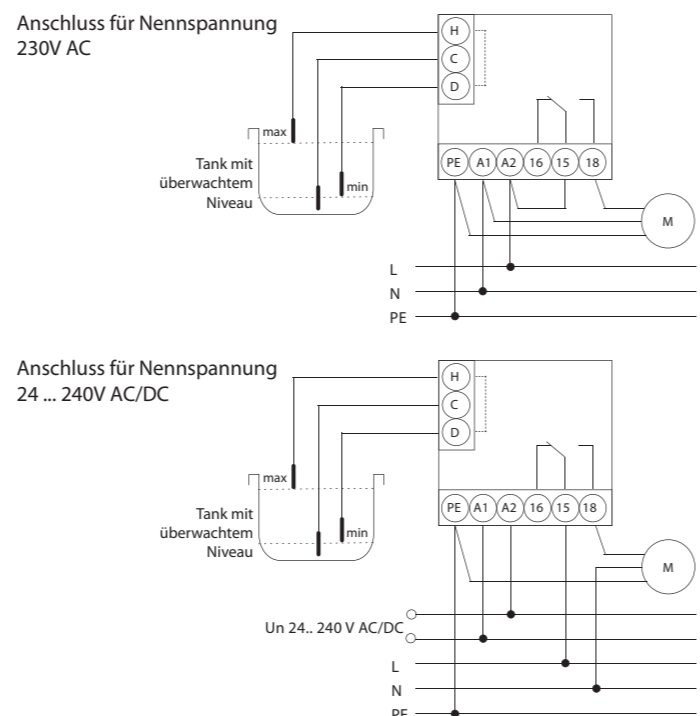 Anschluss für Nennspannung
230V AC
H
C
D
max
Tank mit
überwachtem
Niveau
min
PE A1 A2 16 15 18
M
L
N
PE
Anschluss für Nennspannung
24 ... 240V AC/DC
H
C
D
max
Tank mit
überwachtem
Niveau
min
PE A1 A2 16 15 18
M
Un 24.. 240 V AC/DC
L
N
PE